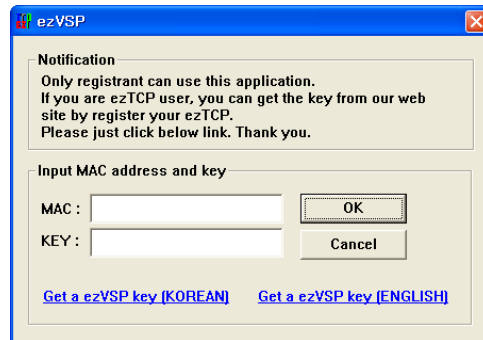 ezVSP
Notification
Only registrant can use this application.
If you are ezTCP user, you can get the key from our web
site by register your ezTCP.
Please just click below link. Thank you.
Input MAC address and key
MAC :
OK
KEY :
Cancel
Get a ezVSP key (KOREAN)
Get a ezVSP key (ENGLISH)